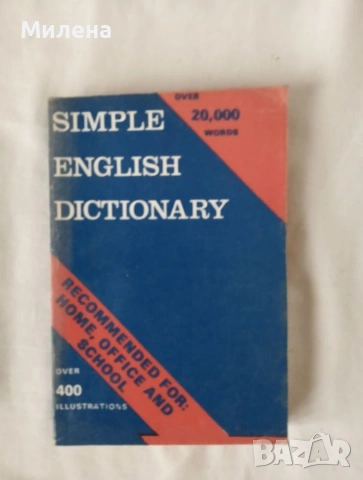 Милена
OVER
20,000
WORDS
SIMPLE
ENGLISH
DICTIONARY
RECOMMENDED FOR:
HOME, OFFICE AND
SCHOOL
OVER
400
ILLUSTRATIONS
BAZAR